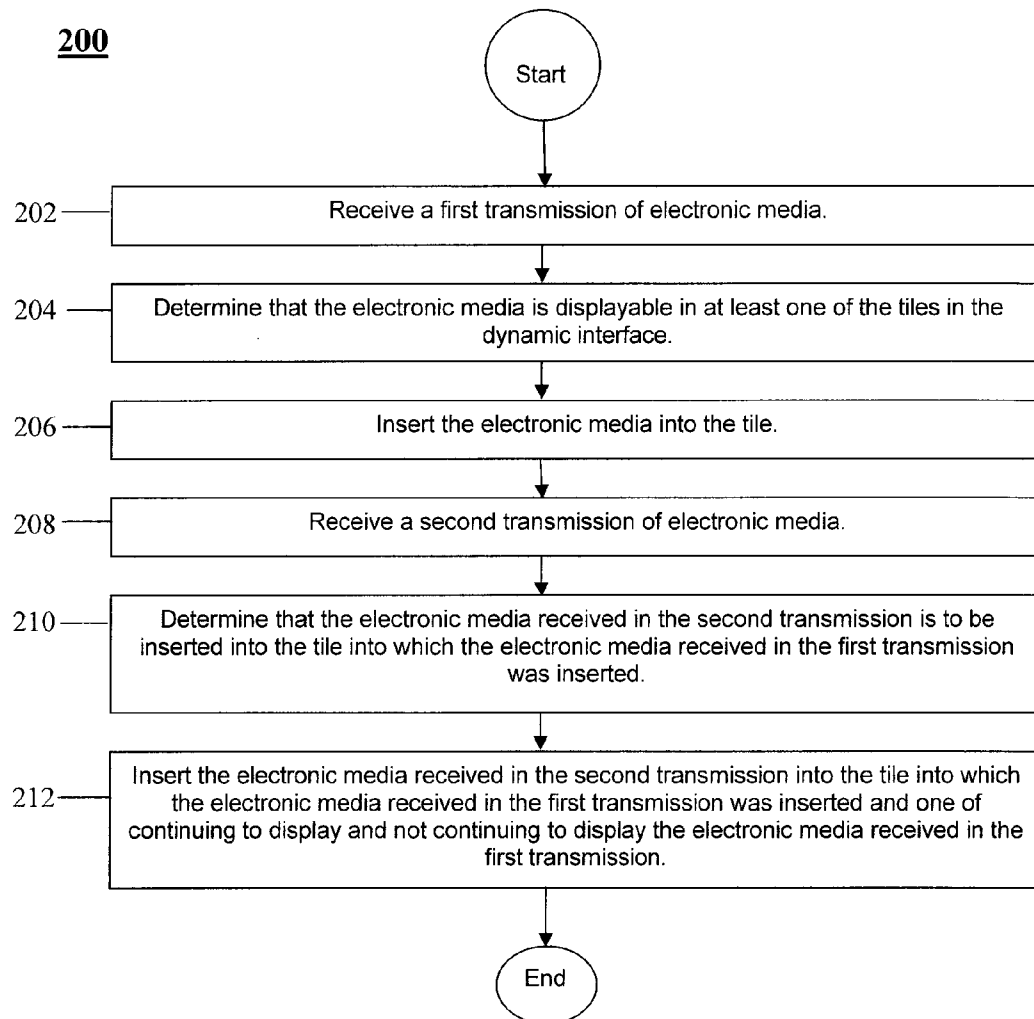 200
Start
202
Receive a first transmission of electronic media.
204
Determine that the electronic media is displayable in at least one of the tiles in the
dynamic interface.
206
Insert the electronic media into the tile.
208
Receive a second transmission of electronic media.
210
Determine that the electronic media received in the second transmission is to be
inserted into the tile into which the electronic media received in the first transmission
was inserted.
212
Insert the electronic media received in the second transmission into the tile into which
the electronic media received in the first transmission was inserted and one of
continuing to display and not continuing to display the electronic media received in the
first transmission.
End